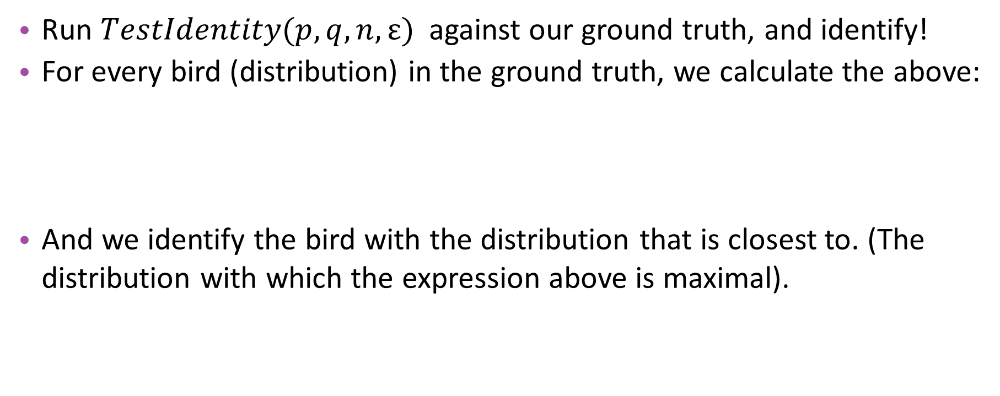 • Run TestIdentity(p, q, n, ε) against our ground truth, and identify!
• For every bird (distribution) in the ground truth, we calculate the above:
• And we identify the bird with the distribution that is closest to. (The
distribution with which the expression above is maximal).